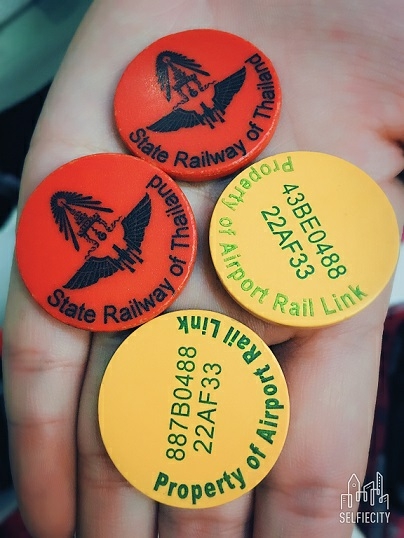 State Railway of Thailand
State Railway of Thailand
Property of Airport Rail Link
43BE0488
22AF33
Property of Airport Rail Link
887B0488
22AF33
SELFIECITY